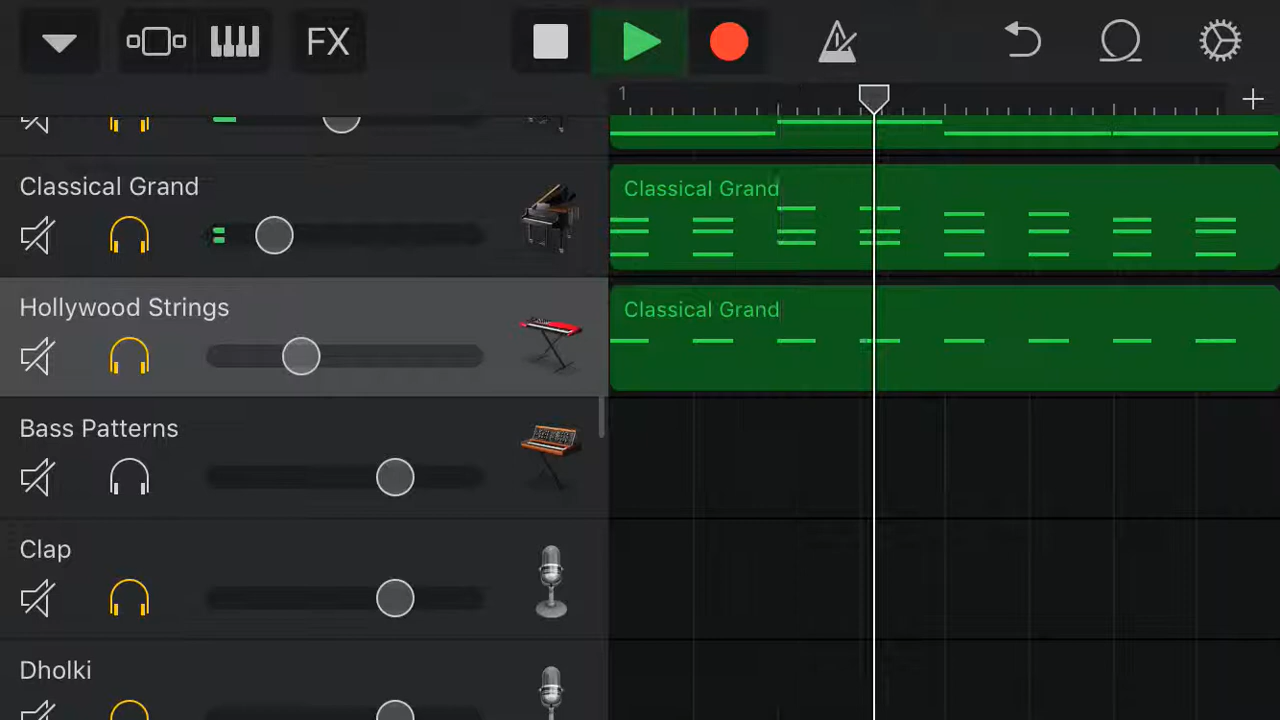 FX
1
Classical Grand
Classical Grand
Hollywood Strings
Classical Grand
Bass Patterns
Clap
Dholki